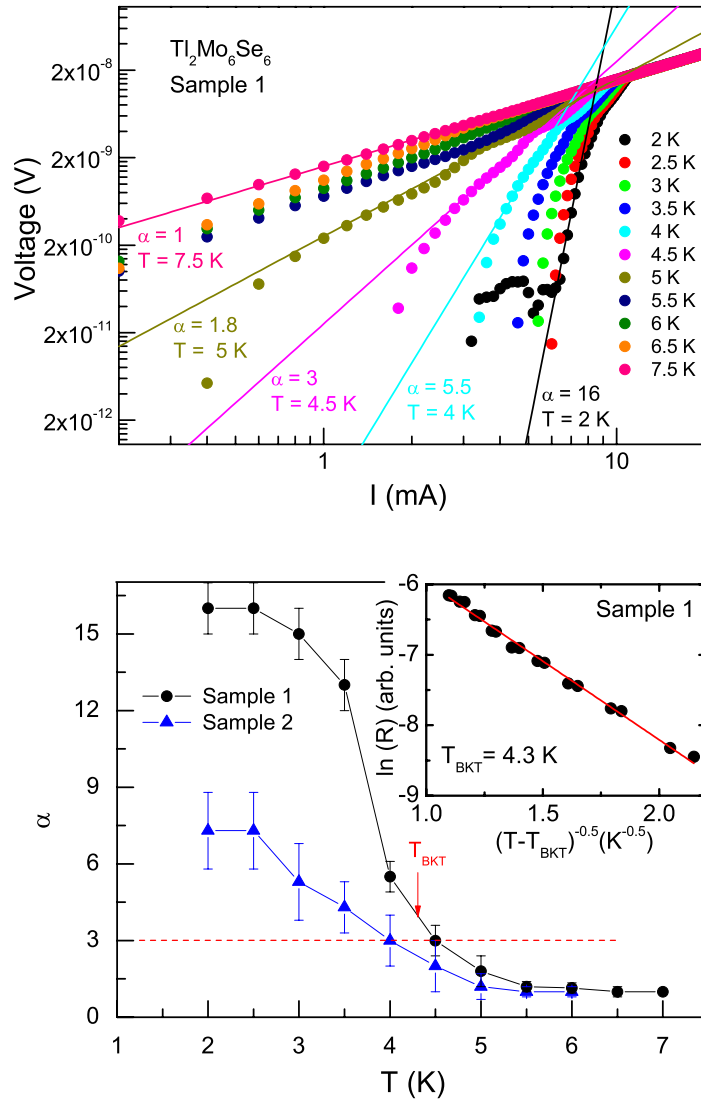 Tl₂Mo₆Se₆
Sample 1
2x10⁻⁸
2x10⁻⁹
2x10⁻¹⁰
2x10⁻¹¹
2x10⁻¹²
Voltage (V)
α = 1
T = 7.5 K
α = 1.8
T = 5 K
α = 3
T = 4.5 K
α = 5.5
T = 4 K
α = 16
T = 2 K
2 K
2.5 K
3 K
3.5 K
4 K
4.5 K
5 K
5.5 K
6 K
6.5 K
7.5 K
1 10
I (mA)
15
12
9
6
3
0
α
Sample 1
Sample 2
T_BKT
1 2 3 4 5 6 7
T (K)
-6
-7
-8
-9
ln (R) (arb. units)
Sample 1
T_BKT = 4.3 K
1.0 1.5 2.0
(T-T_BKT)⁻⁰·⁵(K⁻⁰·⁵)